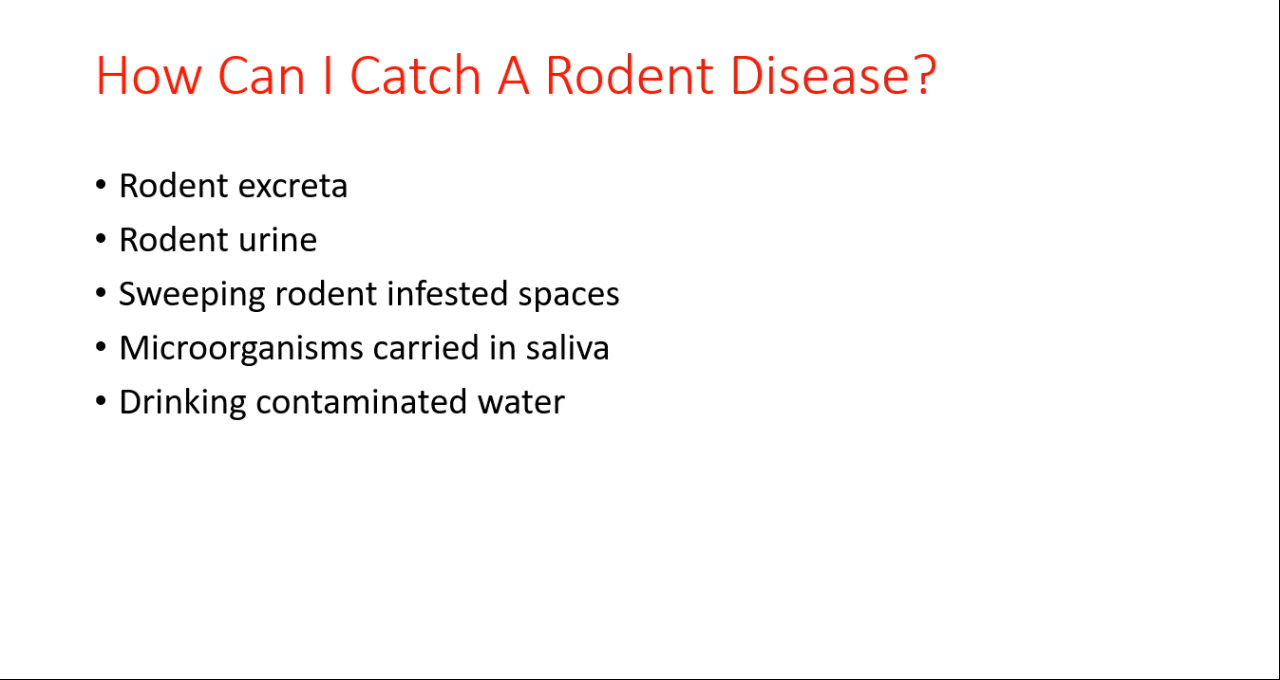 How Can I Catch A Rodent Disease?
• Rodent excreta
• Rodent urine
• Sweeping rodent infested spaces
• Microorganisms carried in saliva
• Drinking contaminated water